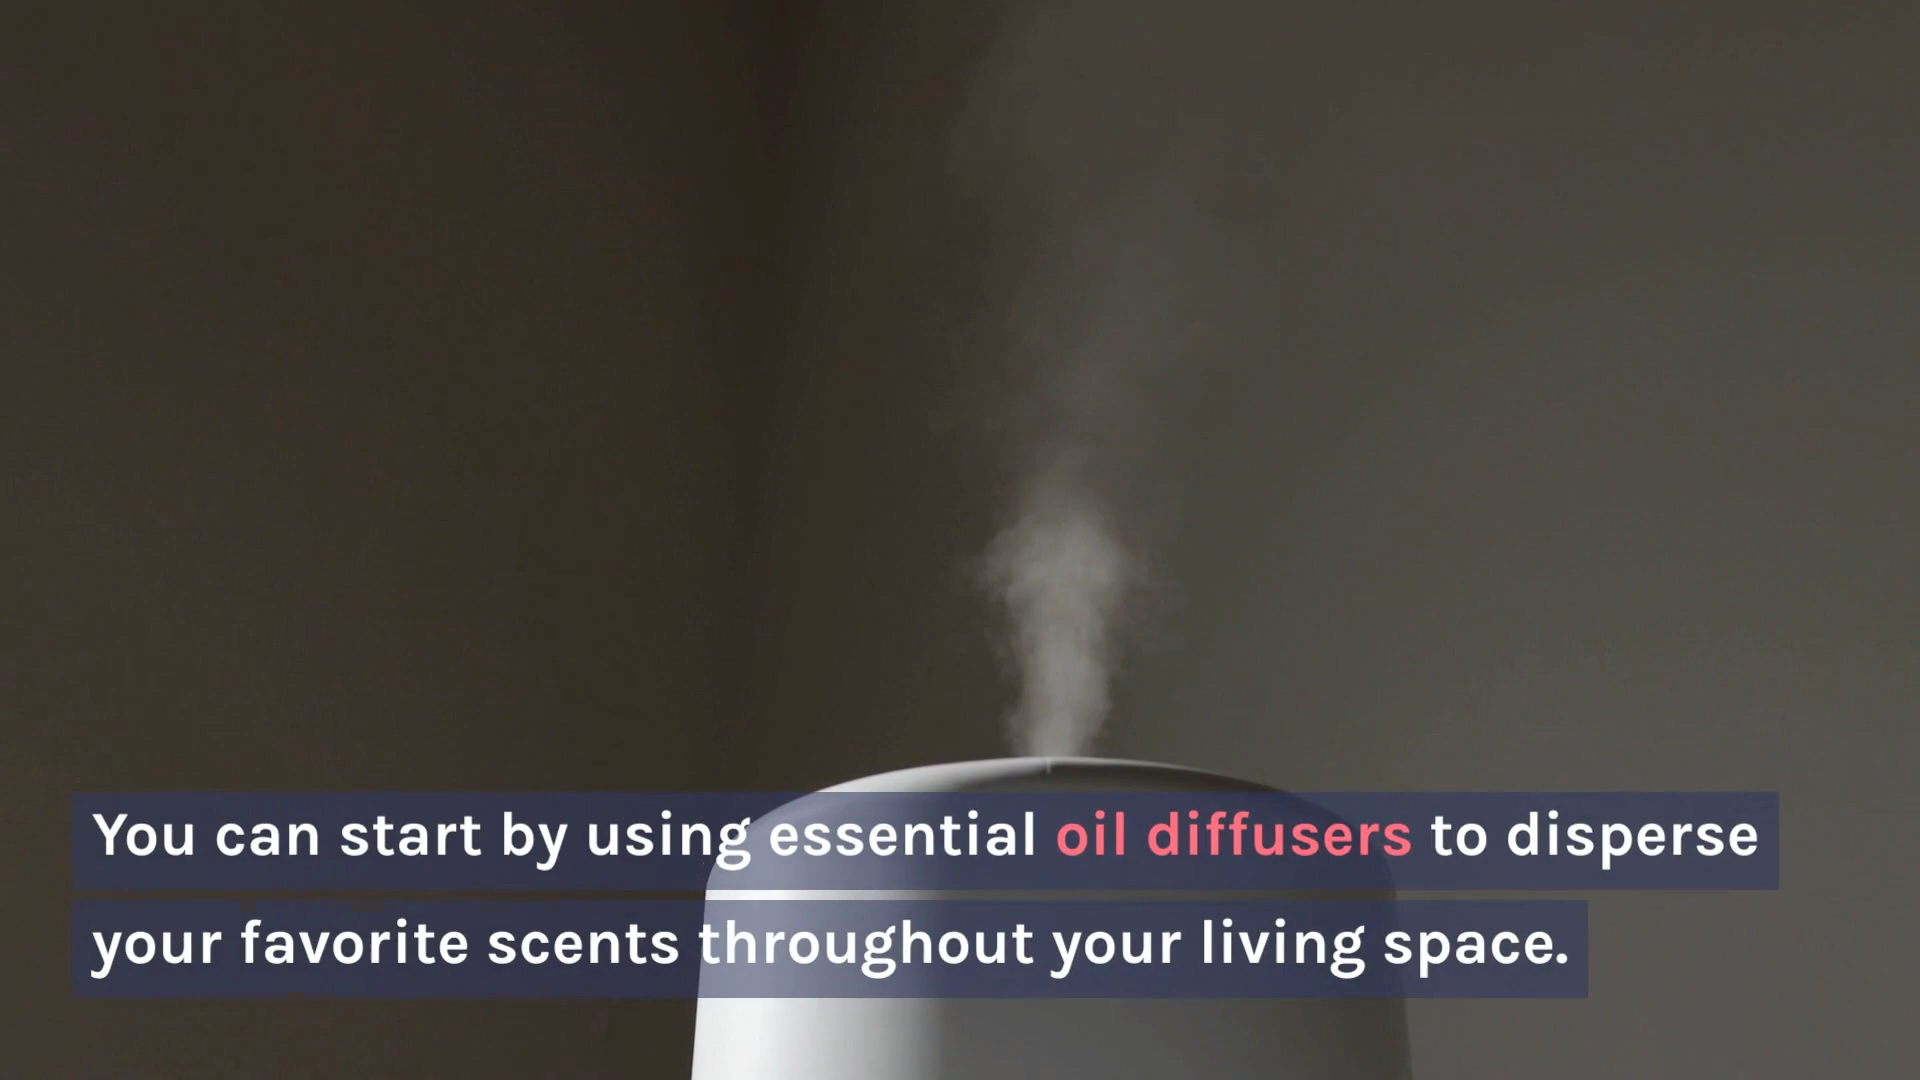 You can start by using essential oil diffusers to disperse
your favorite scents throughout your living space.